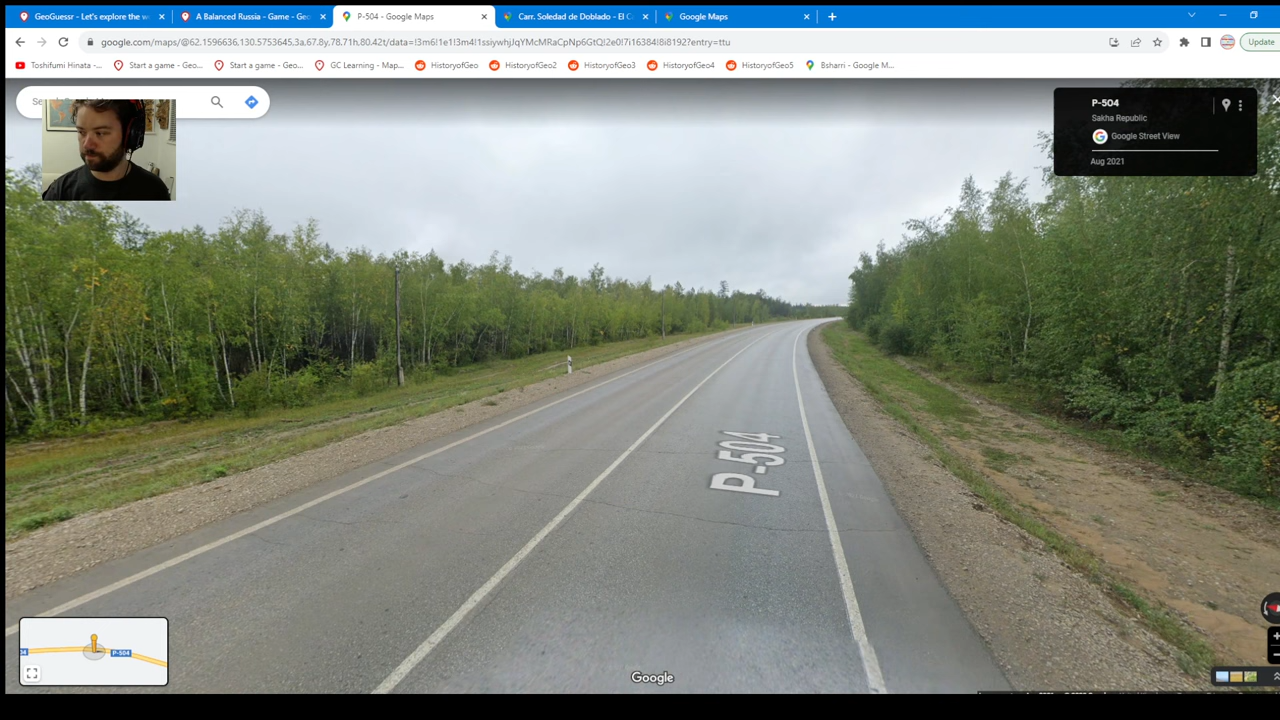 GeoGuessr - Let's explore the w
A Balanced Russia - Game - Geo
P-504 - Google Maps
Carr. Soledad de Doblado - El C
Google Maps
google.com/maps/@62.1596636,130.5753645,3a,67.8y,78.71h,80.42t/data=!3m6!1e1!3m4!1ssiywhjJqYMcMRaCpNp6GtQ!2e0!7i16384!8i8192?entry=ttu
Update
Toshifumi Hinata -...
Start a game - Geo...
Start a game - Geo...
GC Learning - Map...
HistoryofGeo
HistoryofGeo2
HistoryofGeo3
HistoryofGeo4
HistoryofGeo5
Bsharri - Google M...
P-504
Sakha Republic
Google Street View
Aug 2021
P-504
P-504
Google